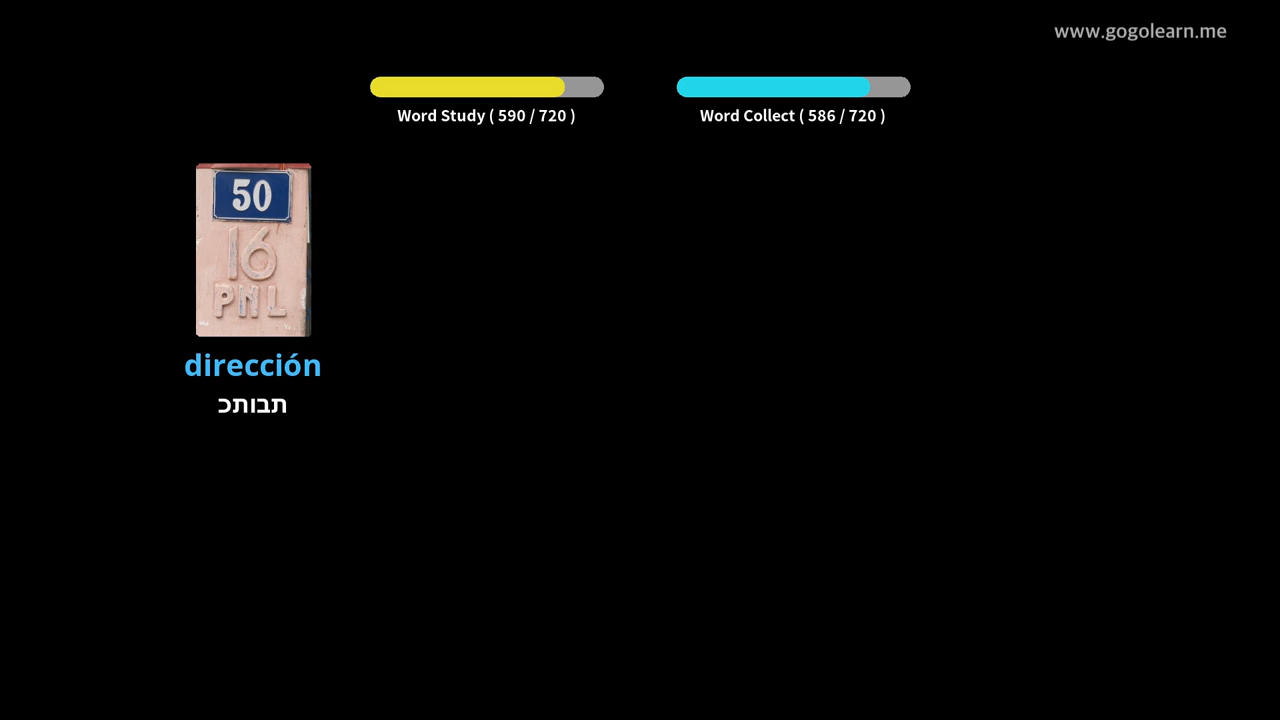 www.gogolearn.me
Word Study ( 590 / 720 )
Word Collect ( 586 / 720 )
50
16
PNL
dirección
תבותכ